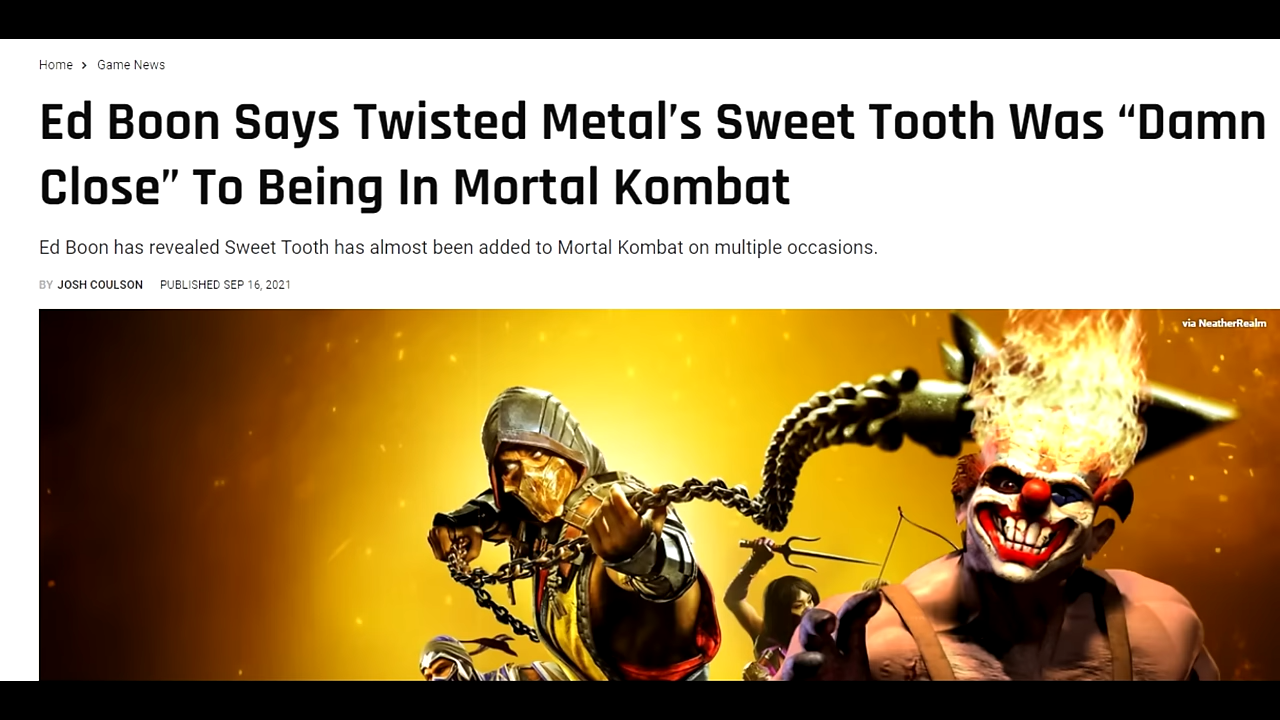 Home > Game News
Ed Boon Says Twisted Metal’s Sweet Tooth Was “Damn
Close” To Being In Mortal Kombat
Ed Boon has revealed Sweet Tooth has almost been added to Mortal Kombat on multiple occasions.
BY JOSH COULSON PUBLISHED SEP 16, 2021
via NeatherRealm